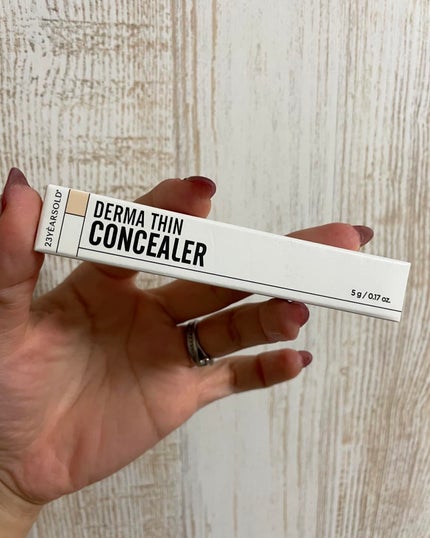 23YEARSOLD®
DERMA THIN
CONCEALER
5 g / 0.17 oz.